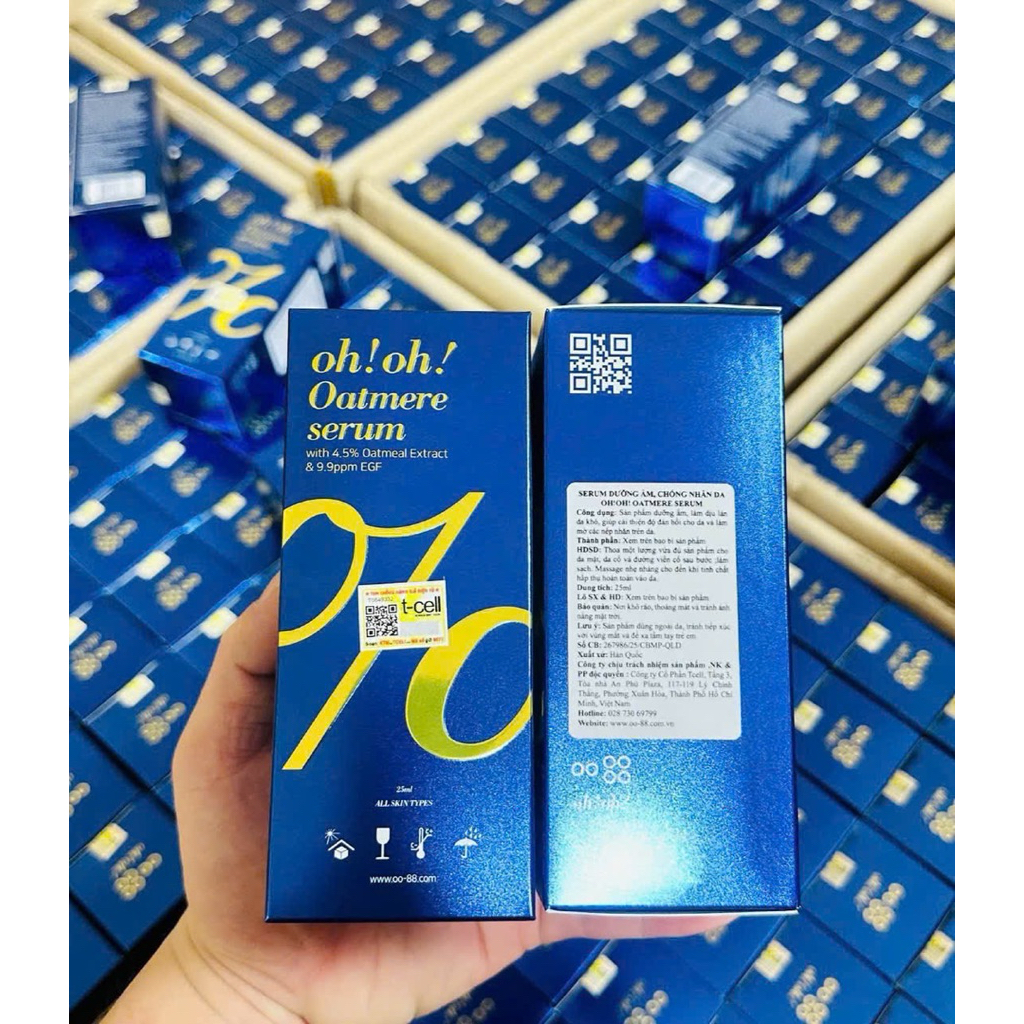 oh!oh!
Oatmere
serum
with 4.5% Oatmeal Extract
& 9.9ppm EGF
%
t-cell
25ml
ALL SKIN TYPES
www.oo-88.com
SERUM DƯỠNG ẨM, CHỐNG NHĂN DA
OH!OH! OATMERE SERUM
Công dụng: Sản phẩm dưỡng ẩm, làm dịu làn
da khô, giúp cải thiện độ đàn hồi cho da và làm
mờ các nếp nhăn trên da.
Thành phần: Xem trên bao bì sản phẩm
HDSD: Thoa một lượng vừa đủ sản phẩm cho
da mặt, da cổ và đường viền cổ sau bước làm
sạch. Massage nhẹ nhàng cho đến khi tinh chất
hấp thụ hoàn toàn vào da.
Dung tích: 25ml
Lô SX & HD: Xem trên bao bì sản phẩm
Bảo quản: Nơi khô ráo, thoáng mát và tránh ánh
nắng mặt trời.
Lưu ý: Sản phẩm dùng ngoài da, tránh tiếp xúc
với vùng mắt và để xa tầm tay trẻ em.
Số CB: 267986/25/CBMP-QLD
Xuất xứ: Hàn Quốc
Công ty chịu trách nhiệm sản phẩm ,NK &
PP độc quyền : Công ty Cổ Phần Tcell, Tầng 3,
Tòa nhà An Phú Plaza, 117-119 Lý Chính
Thắng, Phường Xuân Hòa, Thành Phố Hồ Chí
Minh, Việt Nam
Hotline: 028 730 69799
Website: www.oo-88.com.vn
oh!oh!